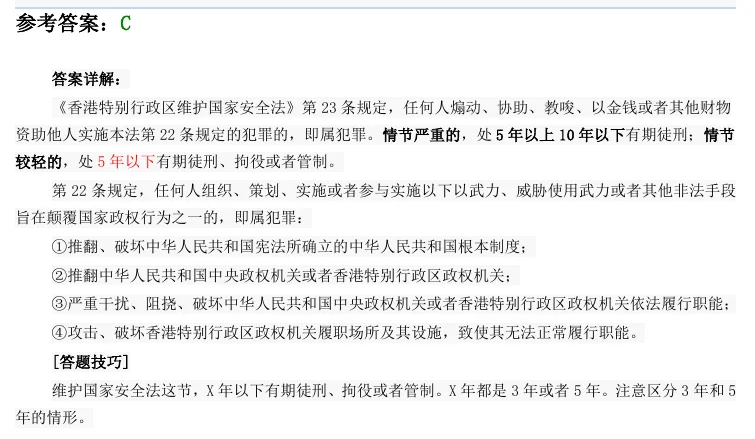 参考答案：C
答案详解：
《香港特别行政区维护国家安全法》第 23 条规定，任何人煽动、协助、教唆、以金钱或者其他财物
资助他人实施本法第 22 条规定的犯罪的，即属犯罪。情节严重的，处 5 年以上 10 年以下有期徒刑；情节
较轻的，处 5 年以下有期徒刑、拘役或者管制。
第 22 条规定，任何人组织、策划、实施或者参与实施以下以武力、威胁使用武力或者其他非法手段
旨在颠覆国家政权行为之一的，即属犯罪：
①推翻、破坏中华人民共和国宪法所确立的中华人民共和国根本制度；
②推翻中华人民共和国中央政权机关或者香港特别行政区政权机关；
③严重干扰、阻挠、破坏中华人民共和国中央政权机关或者香港特别行政区政权机关依法履行职能；
④攻击、破坏香港特别行政区政权机关履职场所及其设施，致使其无法正常履行职能。
[答题技巧]
维护国家安全法这节，X 年以下有期徒刑、拘役或者管制。X 年都是 3 年或者 5 年。注意区分 3 年和 5
年的情形。